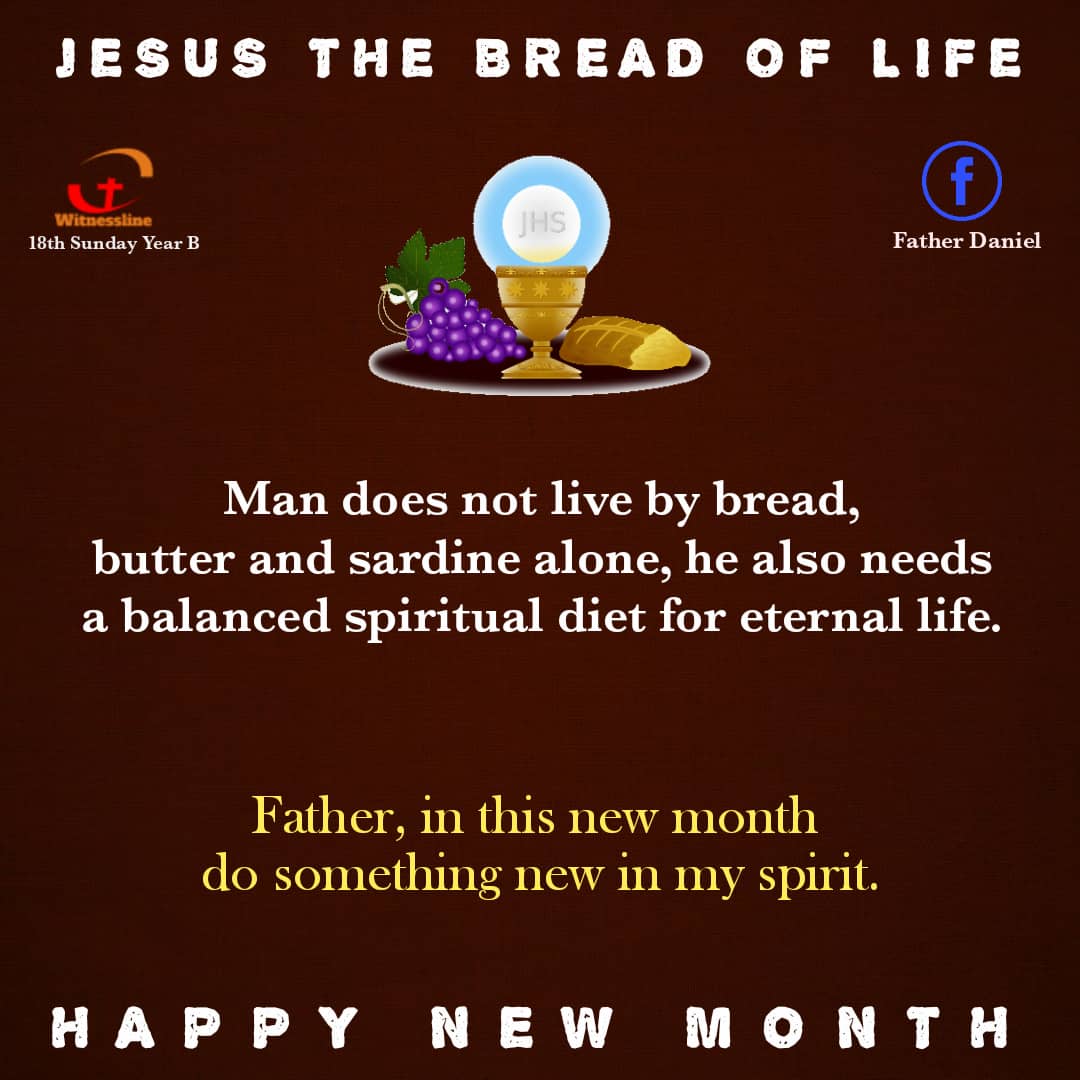 JESUS THE BREAD OF LIFE
Witnessline
18th Sunday Year B
f
Father Daniel
JHS
Man does not live by bread,
butter and sardine alone, he also needs
a balanced spiritual diet for eternal life.
Father, in this new month
do something new in my spirit.
HAPPY NEW MONTH